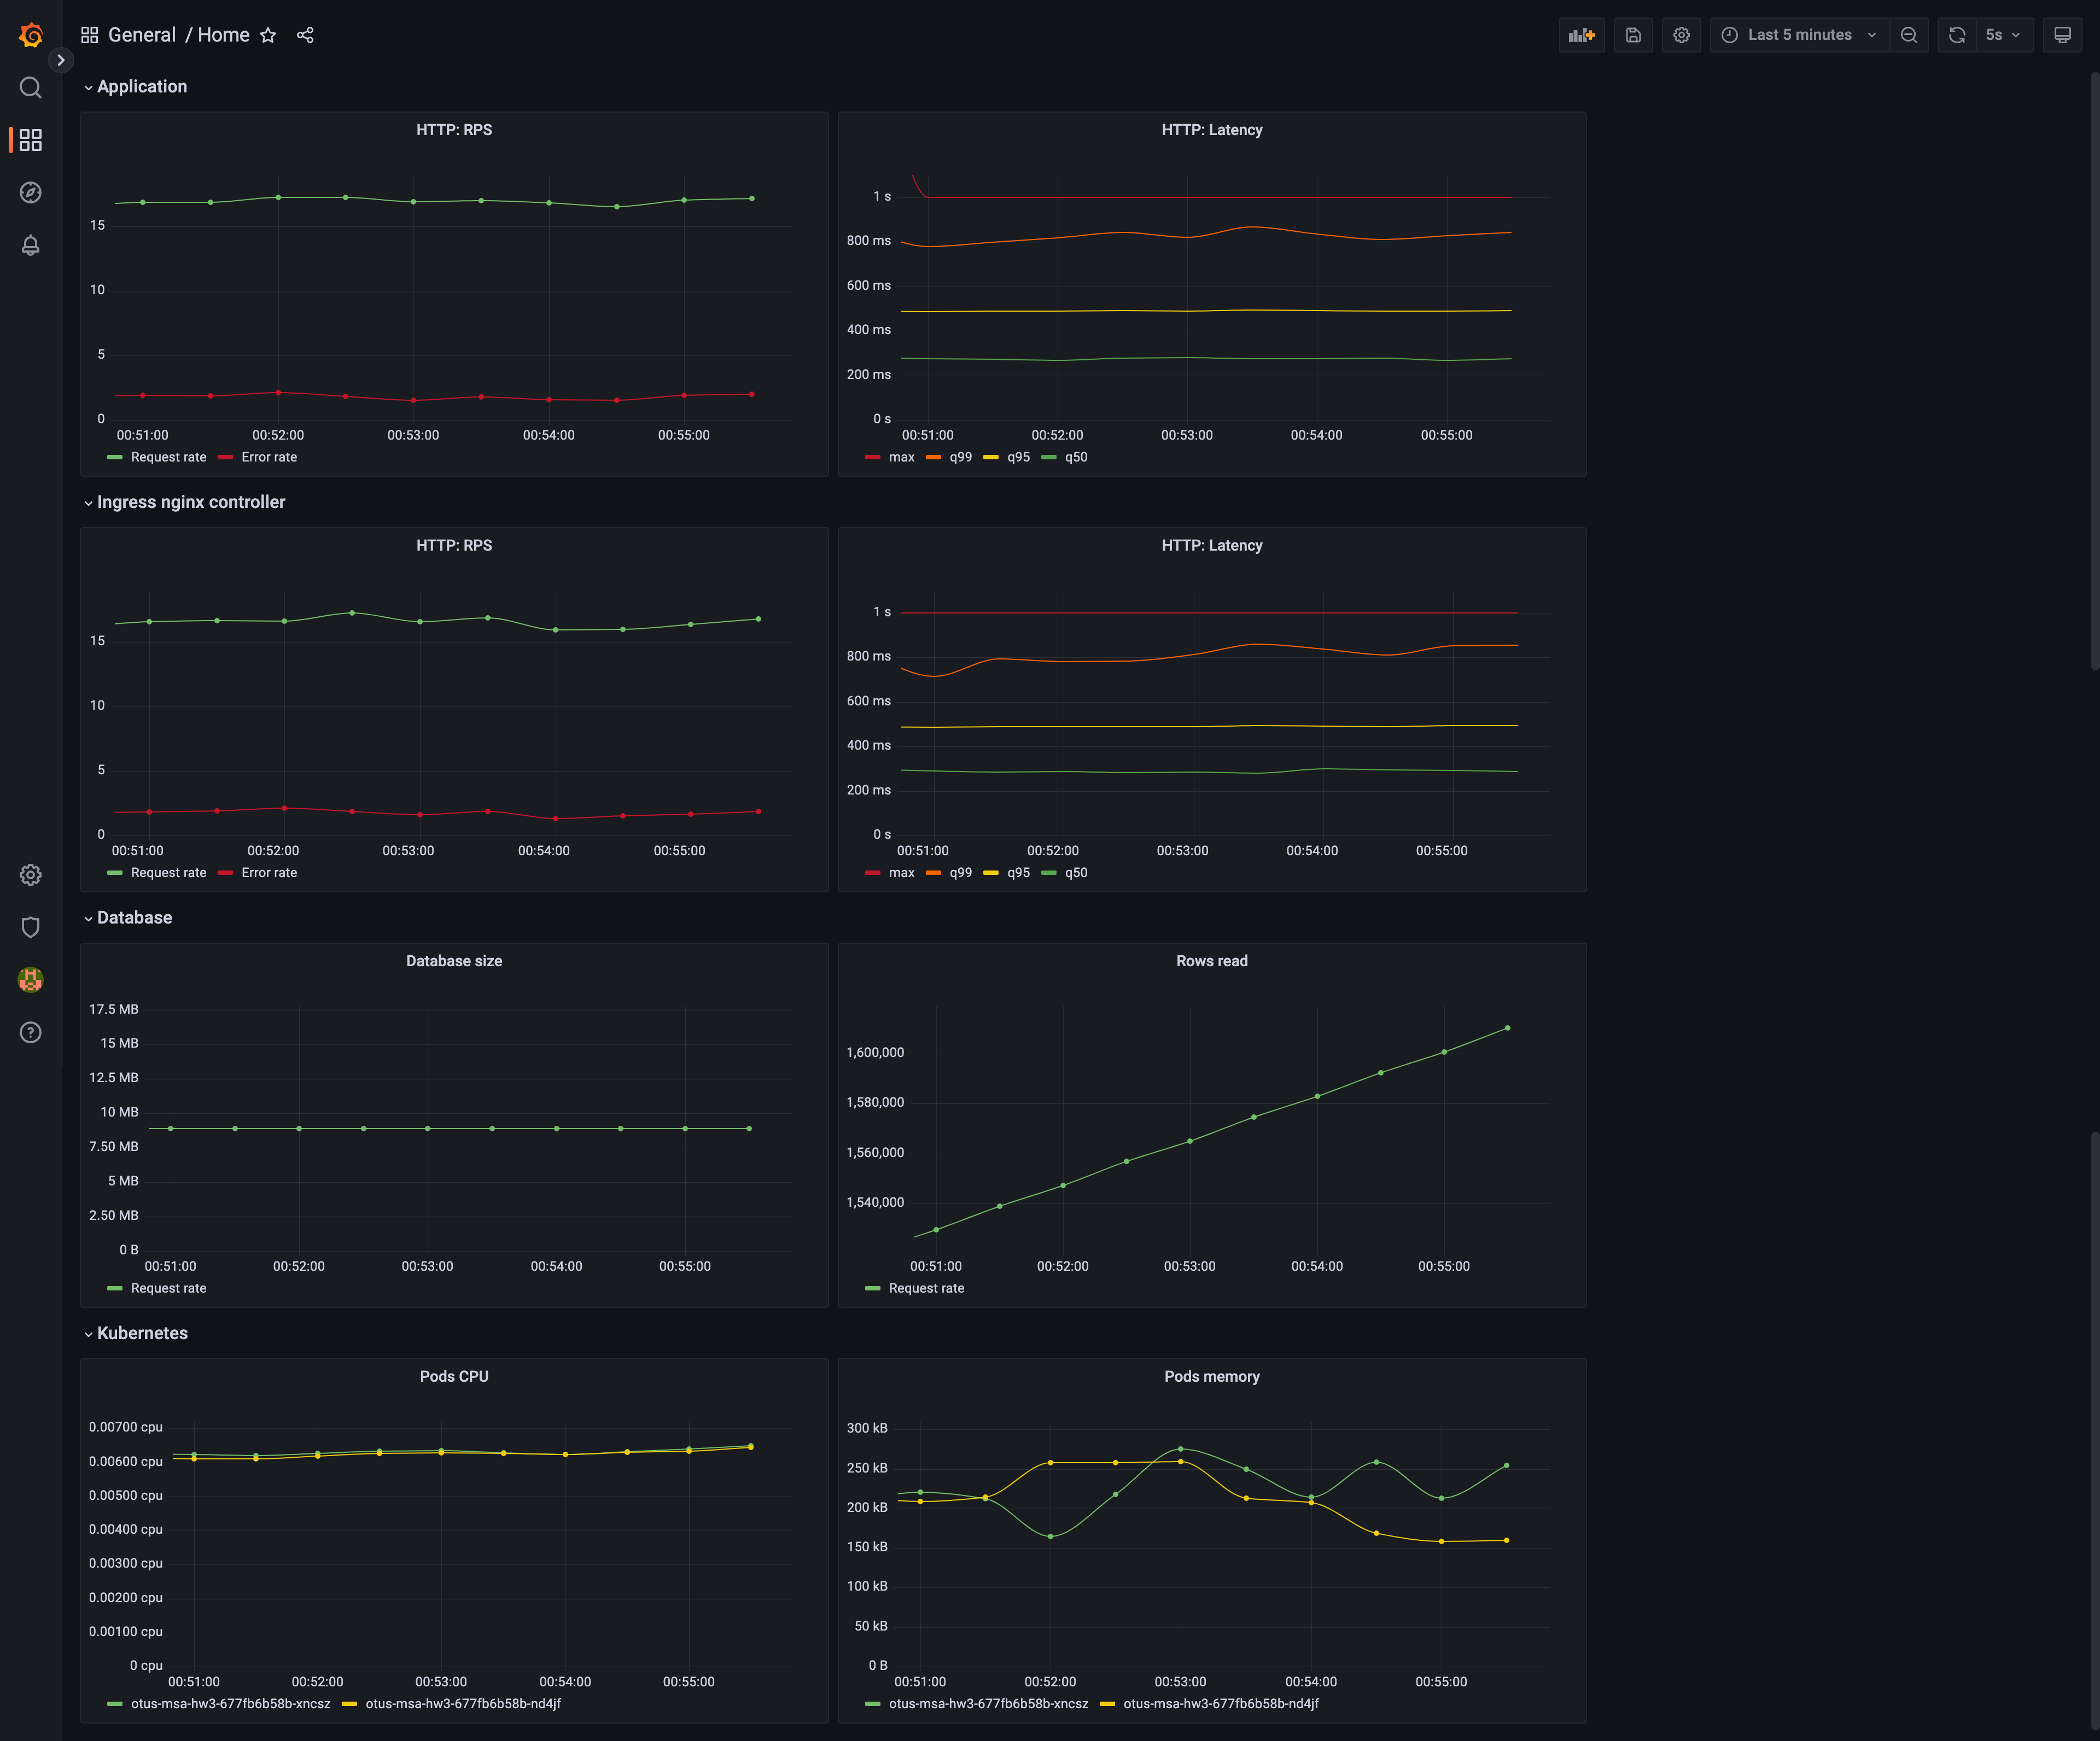 General / Home
Last 5 minutes
5s
Application
HTTP: RPS
15
10
5
0
00:51:00 00:52:00 00:53:00 00:54:00 00:55:00
Request rate Error rate
HTTP: Latency
1 s
800 ms
600 ms
400 ms
200 ms
0 s
00:51:00 00:52:00 00:53:00 00:54:00 00:55:00
max q99 q95 q50
Ingress nginx controller
HTTP: RPS
15
10
5
0
00:51:00 00:52:00 00:53:00 00:54:00 00:55:00
Request rate Error rate
HTTP: Latency
1 s
800 ms
600 ms
400 ms
200 ms
0 s
00:51:00 00:52:00 00:53:00 00:54:00 00:55:00
max q99 q95 q50
Database
Database size
17.5 MB
15 MB
12.5 MB
10 MB
7.50 MB
5 MB
2.50 MB
0 B
00:51:00 00:52:00 00:53:00 00:54:00 00:55:00
Request rate
Rows read
1,600,000
1,580,000
1,560,000
1,540,000
00:51:00 00:52:00 00:53:00 00:54:00 00:55:00
Request rate
Kubernetes
Pods CPU
0.00700 cpu
0.00600 cpu
0.00500 cpu
0.00400 cpu
0.00300 cpu
0.00200 cpu
0.00100 cpu
0 cpu
00:51:00 00:52:00 00:53:00 00:54:00 00:55:00
otus-msa-hw3-677fb6b58b-xncsz otus-msa-hw3-677fb6b58b-nd4jf
Pods memory
300 kB
250 kB
200 kB
150 kB
100 kB
50 kB
0 B
00:51:00 00:52:00 00:53:00 00:54:00 00:55:00
otus-msa-hw3-677fb6b58b-xncsz otus-msa-hw3-677fb6b58b-nd4jf